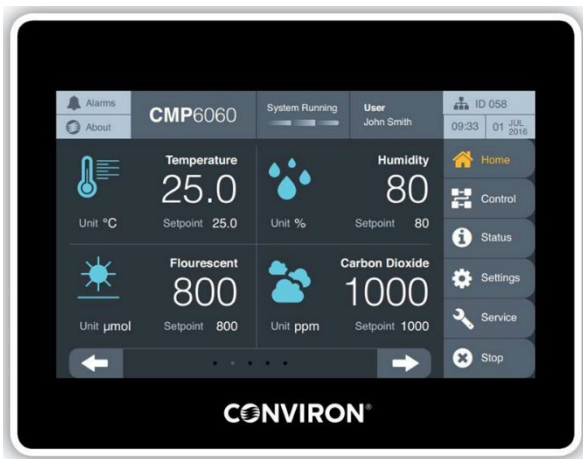 Alarms
About
CMP6060
System Running
User
John Smith
ID 058
09:33
01 JUL 2016
Temperature
25.0
Unit °C
Setpoint 25.0
Humidity
80
Unit %
Setpoint 80
Flourescent
800
Unit µmol
Setpoint 800
Carbon Dioxide
1000
Unit ppm
Setpoint 1000
Home
Control
Status
Settings
Service
Stop
CONVIRON®